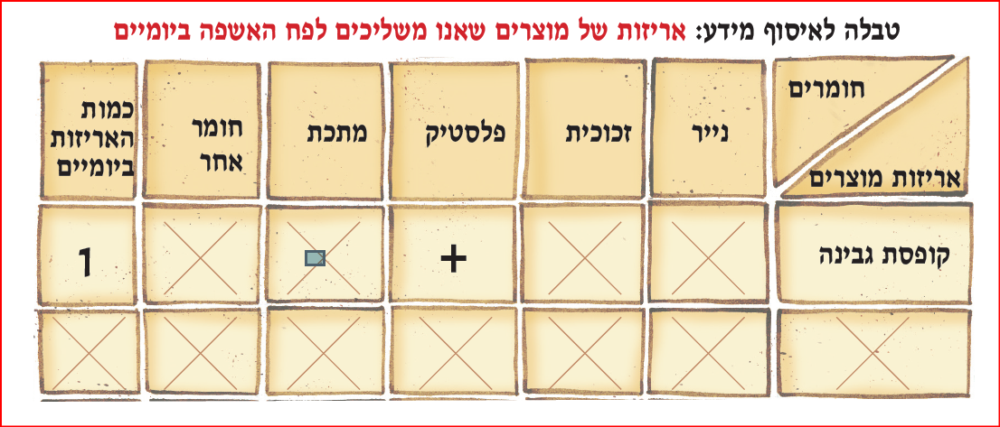 טבלה לאיסוף מידע: אריזות של מוצרים שאנו משליכים לפח האשפה ביומיים
חומרים
אריזות מוצרים
נייר
זכוכית
פלסטיק
מתכת
חומר
אחר
כמות
האריזות
ביומיים
קופסת גבינה
+
1